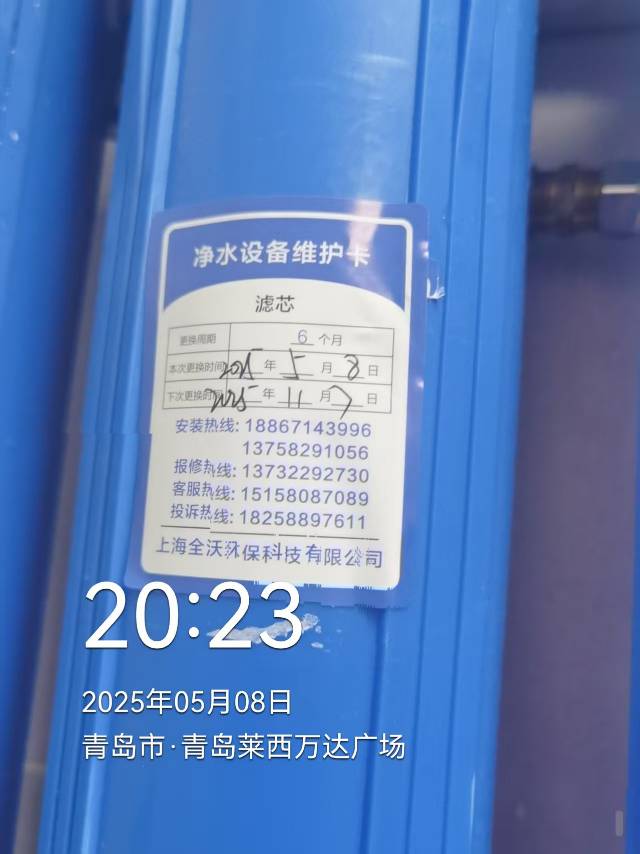 净水设备维护卡
滤芯
更换周期 6 个月
本次更换时间 2025 年 5 月 8 日
下次更换时间 2025 年 11 月 7 日
安装热线: 18867143996
13758291056
报修热线: 13732292730
客服热线: 15158087089
投诉热线: 18258897611
上海全沃环保科技有限公司
20:23
2025年05月08日
青岛市·青岛莱西万达广场